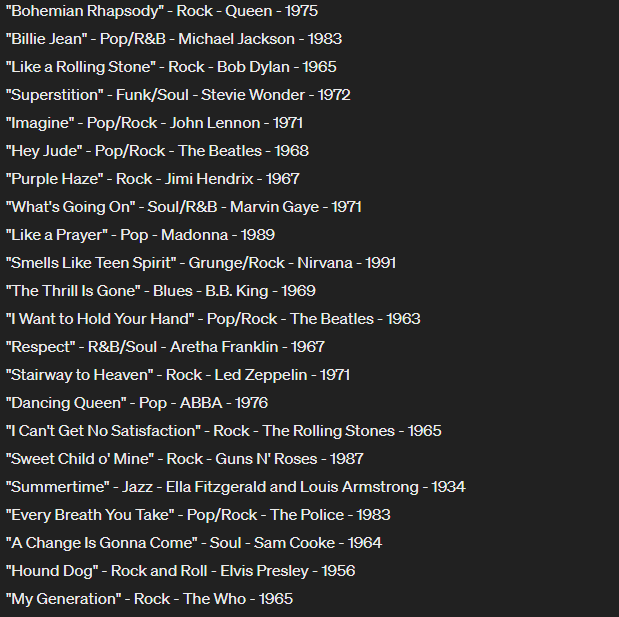 "Bohemian Rhapsody" - Rock - Queen - 1975
"Billie Jean" - Pop/R&B - Michael Jackson - 1983
"Like a Rolling Stone" - Rock - Bob Dylan - 1965
"Superstition" - Funk/Soul - Stevie Wonder - 1972
"Imagine" - Pop/Rock - John Lennon - 1971
"Hey Jude" - Pop/Rock - The Beatles - 1968
"Purple Haze" - Rock - Jimi Hendrix - 1967
"What's Going On" - Soul/R&B - Marvin Gaye - 1971
"Like a Prayer" - Pop - Madonna - 1989
"Smells Like Teen Spirit" - Grunge/Rock - Nirvana - 1991
"The Thrill Is Gone" - Blues - B.B. King - 1969
"I Want to Hold Your Hand" - Pop/Rock - The Beatles - 1963
"Respect" - R&B/Soul - Aretha Franklin - 1967
"Stairway to Heaven" - Rock - Led Zeppelin - 1971
"Dancing Queen" - Pop - ABBA - 1976
"I Can't Get No Satisfaction" - Rock - The Rolling Stones - 1965
"Sweet Child o' Mine" - Rock - Guns N' Roses - 1987
"Summertime" - Jazz - Ella Fitzgerald and Louis Armstrong - 1934
"Every Breath You Take" - Pop/Rock - The Police - 1983
"A Change Is Gonna Come" - Soul - Sam Cooke - 1964
"Hound Dog" - Rock and Roll - Elvis Presley - 1956
"My Generation" - Rock - The Who - 1965